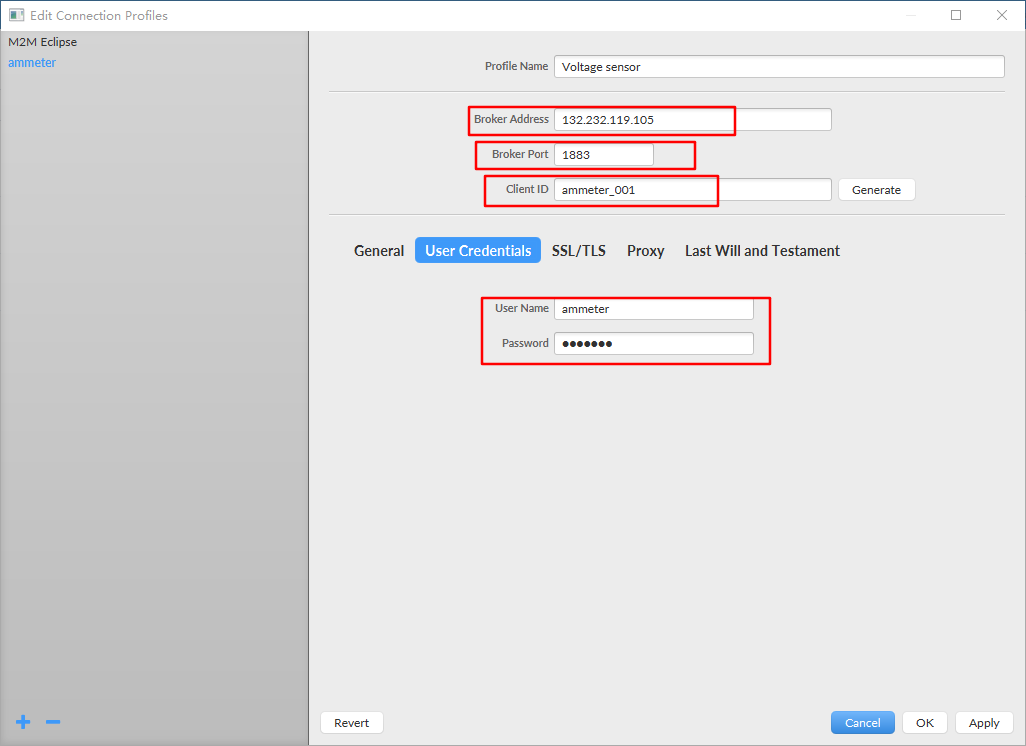 Edit Connection Profiles
M2M Eclipse
ammeter
Profile Name Voltage sensor
Broker Address 132.232.119.105
Broker Port 1883
Client ID ammeter_001 Generate
General User Credentials SSL/TLS Proxy Last Will and Testament
User Name ammeter
Password ●●●●●●●
Revert Cancel OK Apply